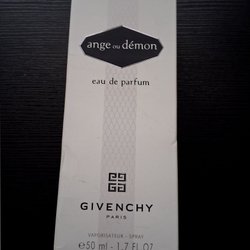 ange ou démon
eau de parfum
GIVENCHY
PARIS
VAPORISATEUR - SPRAY
e50 ml - 1.7 FL.OZ